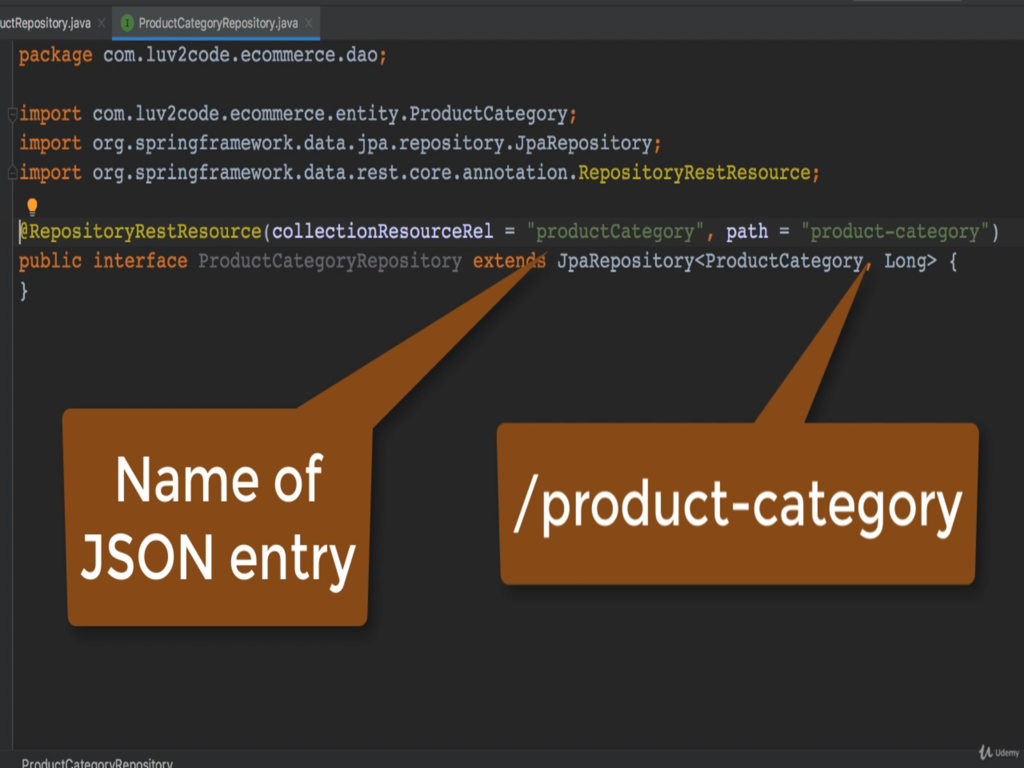 uctRepository.java
ProductCategoryRepository.java
package com.luv2code.ecommerce.dao;
import com.luv2code.ecommerce.entity.ProductCategory;
import org.springframework.data.jpa.repository.JpaRepository;
import org.springframework.data.rest.core.annotation.RepositoryRestResource;
@RepositoryRestResource(collectionResourceRel = "productCategory", path = "product-category")
public interface ProductCategoryRepository extends JpaRepository<ProductCategory, Long> {
}
Name of
JSON entry
/product-category
Udemy
ProductCategoryRepository